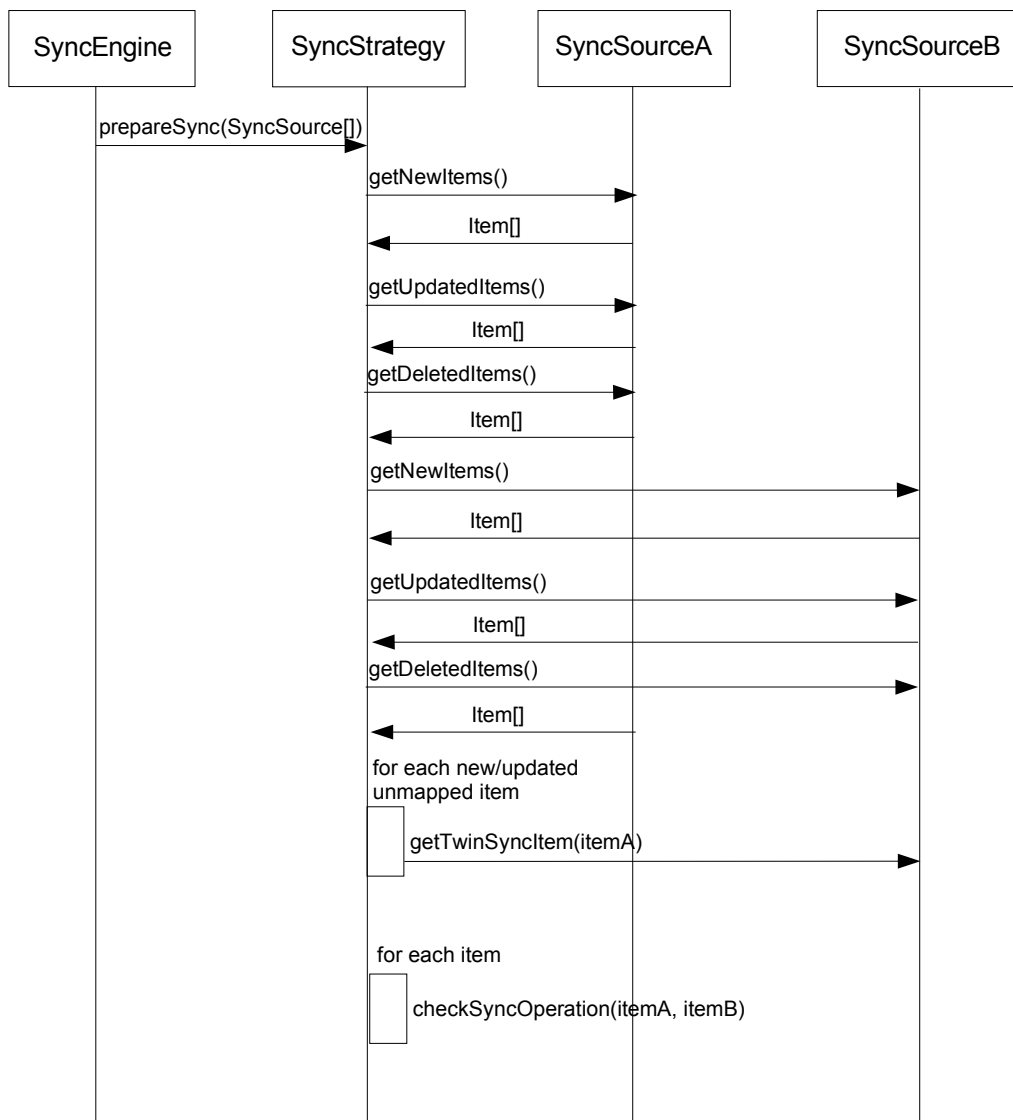 SyncEngine
SyncStrategy
SyncSourceA
SyncSourceB
prepareSync(SyncSource[])
getNewItems()
Item[]
getUpdatedItems()
Item[]
getDeletedItems()
Item[]
getNewItems()
Item[]
getUpdatedItems()
Item[]
getDeletedItems()
Item[]
for each new/updated
unmapped item
getTwinSyncItem(itemA)
for each item
checkSyncOperation(itemA, itemB)